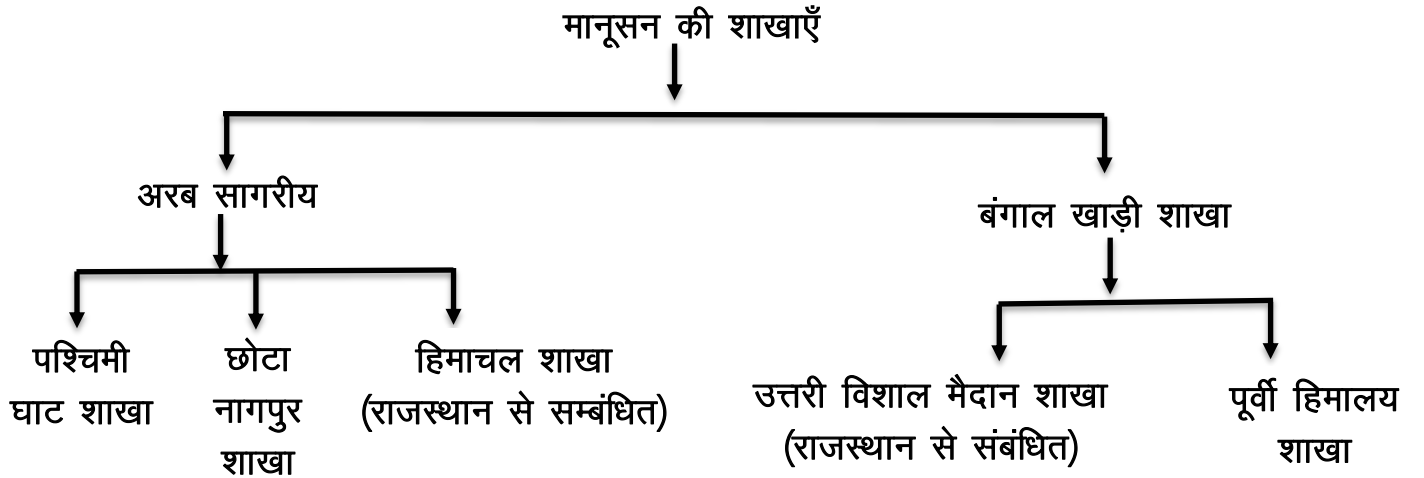 मानूसन की शाखाएँ
अरब सागरीय
बंगाल खाड़ी शाखा
पश्चिमी
घाट शाखा
छोटा
नागपुर
शाखा
हिमाचल शाखा
(राजस्थान से सम्बंधित)
उत्तरी विशाल मैदान शाखा
(राजस्थान से संबंधित)
पूर्वी हिमालय
शाखा